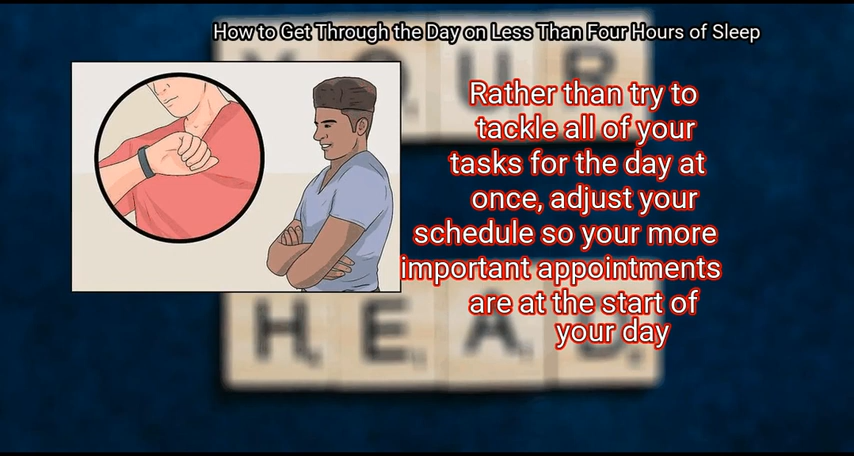 How to Get Through the Day on Less Than Four Hours of Sleep
YOUR
Rather than try to
tackle all of your
tasks for the day at
once, adjust your
schedule so your more
important appointments
are at the start of
your day
HEAD